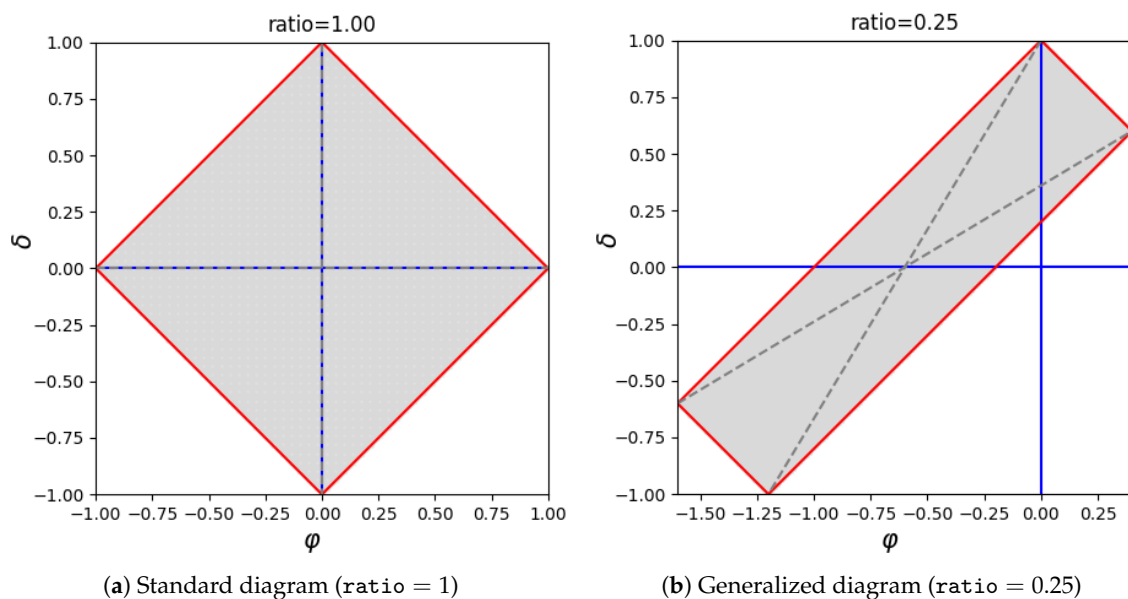 ratio=1.00
1.00
0.75
0.50
0.25
0.00
−0.25
−0.50
−0.75
−1.00
δ
−1.00 −0.75 −0.50 −0.25 0.00 0.25 0.50 0.75 1.00
φ
(a) Standard diagram (ratio = 1)
ratio=0.25
1.00
0.75
0.50
0.25
0.00
−0.25
−0.50
−0.75
−1.00
δ
−1.50 −1.25 −1.00 −0.75 −0.50 −0.25 0.00 0.25
φ
(b) Generalized diagram (ratio = 0.25)